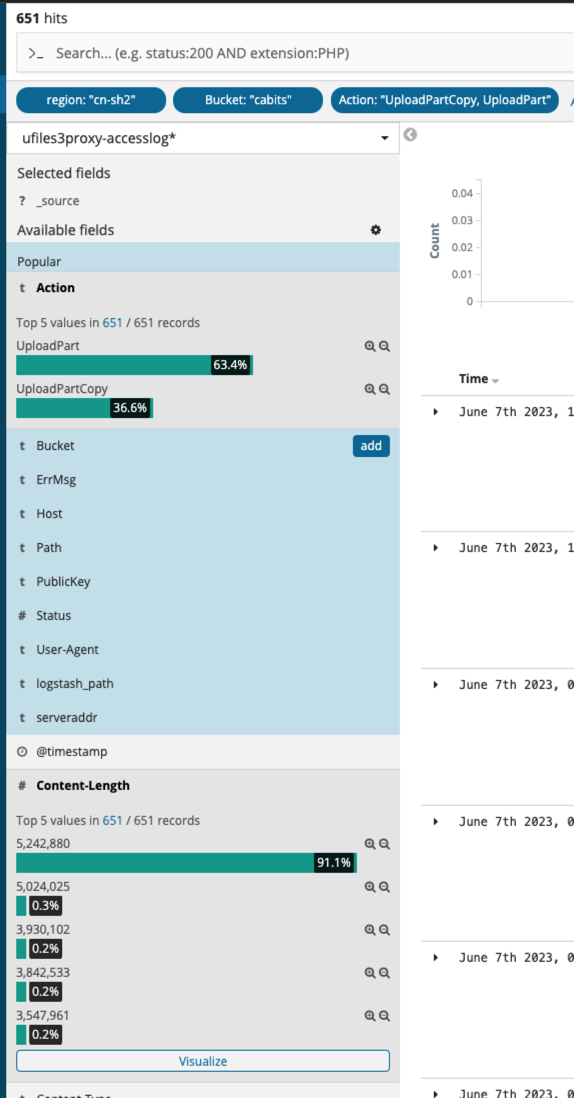 651 hits
>_ Search... (e.g. status:200 AND extension:PHP)
region: "cn-sh2" Bucket: "cabits" Action: "UploadPartCopy, UploadPart"
ufiles3proxy-accesslog*
Selected fields
? _source
Available fields
Popular
t Action
Top 5 values in 651 / 651 records
UploadPart
63.4%
UploadPartCopy
36.6%
t Bucket add
t ErrMsg
t Host
t Path
t PublicKey
# Status
t User-Agent
t logstash_path
t serveraddr
@timestamp
# Content-Length
Top 5 values in 651 / 651 records
5,242,880
91.1%
5,024,025
0.3%
3,930,102
0.2%
3,842,533
0.2%
3,547,961
0.2%
Visualize
t Content-Type
Count
0.04
0.03
0.02
0.01
0
Time
June 7th 2023, 1
June 7th 2023, 1
June 7th 2023, 0
June 7th 2023, 0
June 7th 2023, 0
June 7th 2023, 0